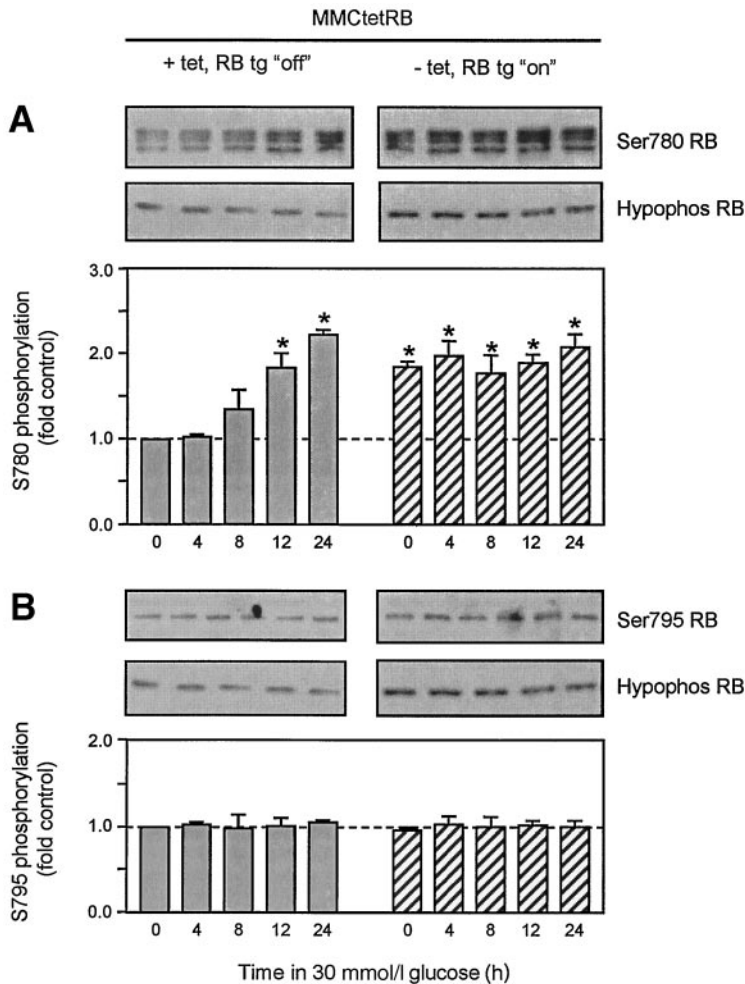 MMCtetRB
+ tet, RB tg "off"
- tet, RB tg "on"
A
Ser780 RB
Hypophos RB
S780 phosphorylation
(fold control)
3.0
2.0
1.0
0.0
* * * * * * *
0 4 8 12 24 0 4 8 12 24
B
Ser795 RB
Hypophos RB
S795 phosphorylation
(fold control)
2.0
1.0
0.0
0 4 8 12 24 0 4 8 12 24
Time in 30 mmol/l glucose (h)